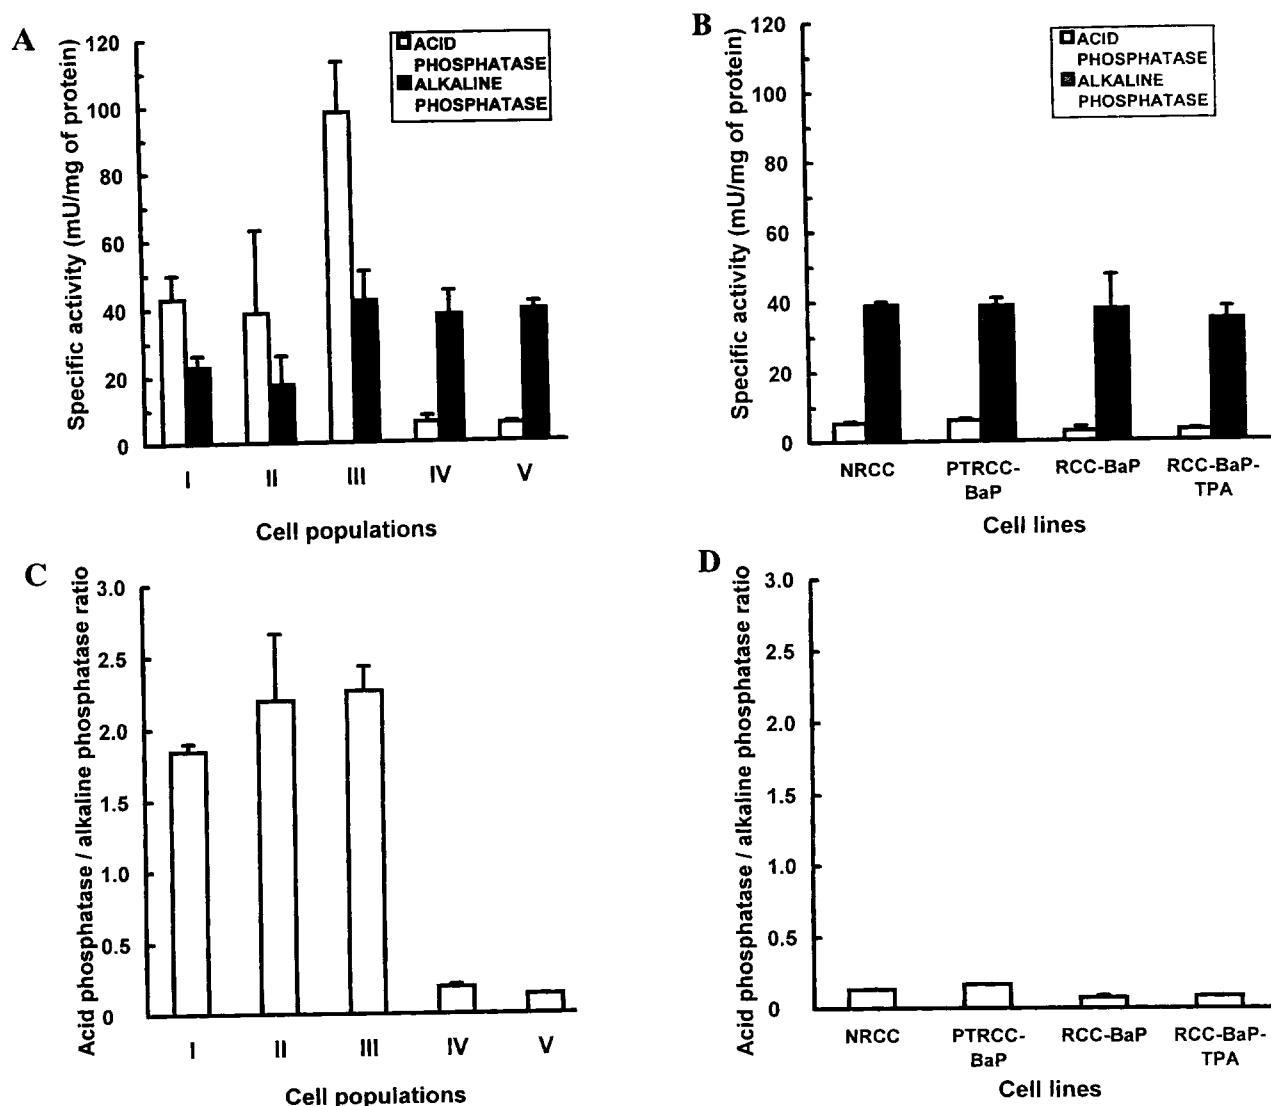 A
Specific activity (mU/mg of protein)
120
100
80
60
40
20
0
ACID
PHOSPHATASE
ALKALINE
PHOSPHATASE
I II III IV V
Cell populations
B
Specific activity (mU/mg of protein)
120
100
80
60
40
20
0
ACID
PHOSPHATASE
ALKALINE
PHOSPHATASE
NRCC PTRCC- RCC-BaP RCC-BaP-
BaP TPA
Cell lines
C
Acid phosphatase / alkaline phosphatase ratio
3.0
2.5
2.0
1.5
1.0
0.5
0
I II III IV V
Cell populations
D
Acid phosphatase / alkaline phosphatase ratio
3.0
2.5
2.0
1.5
1.0
0.5
0
NRCC PTRCC- RCC-BaP RCC-BaP-
BaP TPA
Cell lines